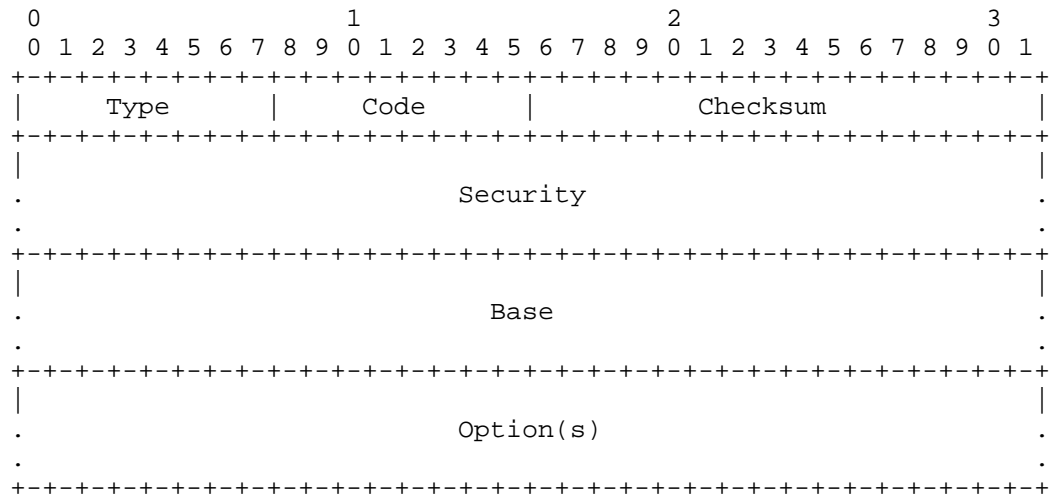 0                   1                   2                   3
 0 1 2 3 4 5 6 7 8 9 0 1 2 3 4 5 6 7 8 9 0 1 2 3 4 5 6 7 8 9 0 1
+-+-+-+-+-+-+-+-+-+-+-+-+-+-+-+-+-+-+-+-+-+-+-+-+-+-+-+-+-+-+-+-+
|     Type      |     Code      |          Checksum             |
+-+-+-+-+-+-+-+-+-+-+-+-+-+-+-+-+-+-+-+-+-+-+-+-+-+-+-+-+-+-+-+-+
|                                                               |
.                           Security                            .
.                                                               .
+-+-+-+-+-+-+-+-+-+-+-+-+-+-+-+-+-+-+-+-+-+-+-+-+-+-+-+-+-+-+-+-+
|                                                               |
.                             Base                              .
.                                                               .
+-+-+-+-+-+-+-+-+-+-+-+-+-+-+-+-+-+-+-+-+-+-+-+-+-+-+-+-+-+-+-+-+
|                                                               |
.                           Option(s)                           .
.                                                               .
+-+-+-+-+-+-+-+-+-+-+-+-+-+-+-+-+-+-+-+-+-+-+-+-+-+-+-+-+-+-+-+-+